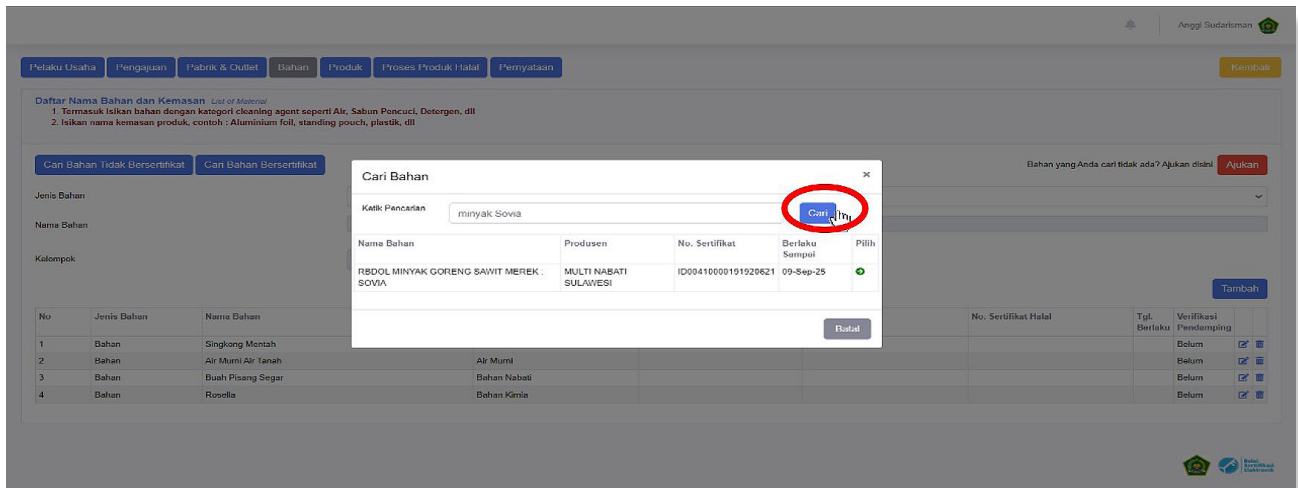 Anggi Sudarisman
Pelaku Usaha Pengajuan Pabrik & Outlet Bahan Produk Proses Produk Halal Pernyataan Kembali
Daftar Nama Bahan dan Kemasan List of Material
1. Termasuk isikan bahan dengan kategori cleaning agent seperti Air, Sabun Pencuci, Detergen, dll
2. Isikan nama kemasan produk, contoh : Aluminium foil, standing pouch, plastik, dll
Cari Bahan Tidak Bersertifikat Cari Bahan Bersertifikat Bahan yang Anda cari tidak ada? Ajukan disini Ajukan
Jenis Bahan
Nama Bahan
Kelompok
Cari Bahan ×
Ketik Pencarian minyak Sovia Cari
Nama Bahan Produsen No. Sertifikat Berlaku Sampai Pilih
RBDOL MINYAK GORENG SAWIT MEREK : MULTI NABATI ID00410000191920621 09-Sep-25
SOVIA SULAWESI
Batal
Tambah
No Jenis Bahan Nama Bahan No. Sertifikat Halal Tgl. Berlaku Verifikasi Pendamping
1 Bahan Singkong Mentah Belum
2 Bahan Air Murni Air Tanah Air Murni Belum
3 Bahan Buah Pisang Segar Bahan Nabati Belum
4 Bahan Rosella Bahan Kimia Belum